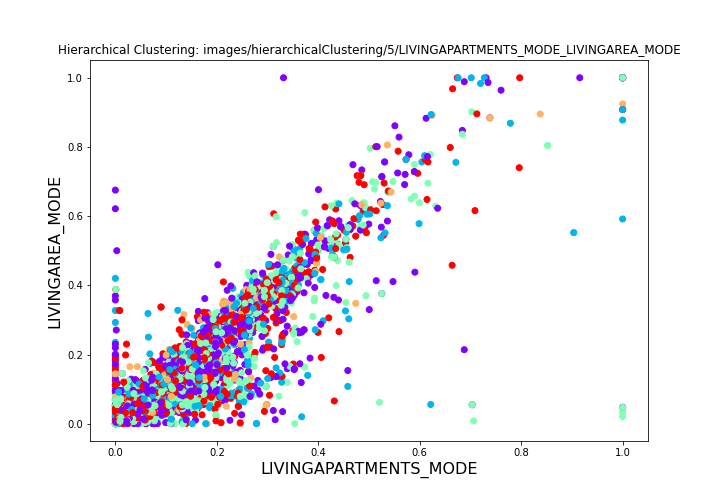 Hierarchical Clustering: images/hierarchicalClustering/5/LIVINGAPARTMENTS_MODE_LIVINGAREA_MODE
1.0
0.8
0.6
0.4
0.2
0.0
LIVINGAREA_MODE
0.0 0.2 0.4 0.6 0.8 1.0
LIVINGAPARTMENTS_MODE